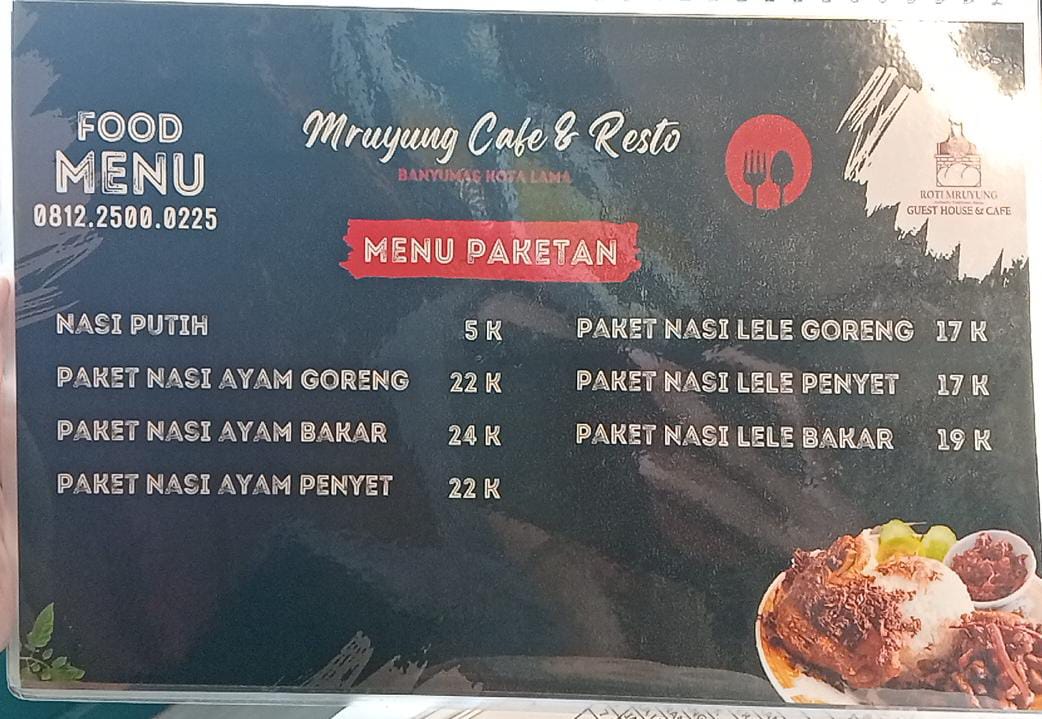 FOOD
MENU
0812.2500.0225
Mruyung Cafe & Resto
BANYUMAS KOTA LAMA
ROTI MRUYUNG
GUEST HOUSE & CAFE
MENU PAKETAN
NASI PUTIH 5 K
PAKET NASI AYAM GORENG 22 K
PAKET NASI AYAM BAKAR 24 K
PAKET NASI AYAM PENYET 22 K
PAKET NASI LELE GORENG 17 K
PAKET NASI LELE PENYET 17 K
PAKET NASI LELE BAKAR 19 K